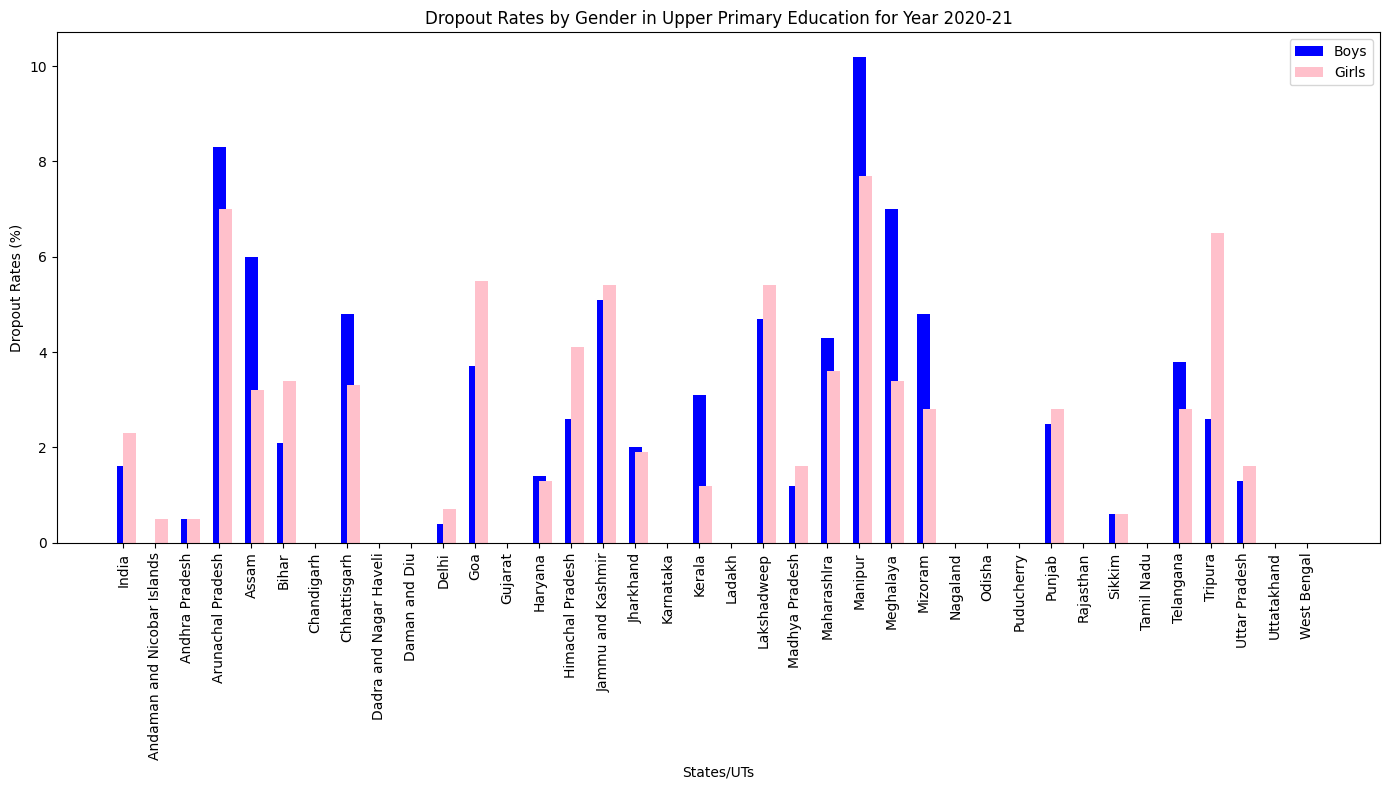 Dropout Rates by Gender in Upper Primary Education for Year 2020-21
Boys
Girls
Dropout Rates (%)
10
8
6
4
2
0
India
Andaman and Nicobar Islands
Andhra Pradesh
Arunachal Pradesh
Assam
Bihar
Chandigarh
Chhattisgarh
Dadra and Nagar Haveli
Daman and Diu
Delhi
Goa
Gujarat
Haryana
Himachal Pradesh
Jammu and Kashmir
Jharkhand
Karnataka
Kerala
Ladakh
Lakshadweep
Madhya Pradesh
Maharashtra
Manipur
Meghalaya
Mizoram
Nagaland
Odisha
Puducherry
Punjab
Rajasthan
Sikkim
Tamil Nadu
Telangana
Tripura
Uttar Pradesh
Uttakhand
West Bengal
States/UTs